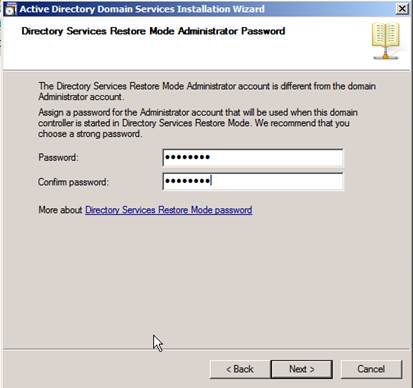 Active Directory Domain Services Installation Wizard
Directory Services Restore Mode Administrator Password
The Directory Services Restore Mode Administrator account is different from the domain
Administrator account.
Assign a password for the Administrator account that will be used when this domain
controller is started in Directory Services Restore Mode. We recommend that you
choose a strong password.
Password: ●●●●●●●●
Confirm password: ●●●●●●●●
More about Directory Services Restore Mode password
< Back Next > Cancel